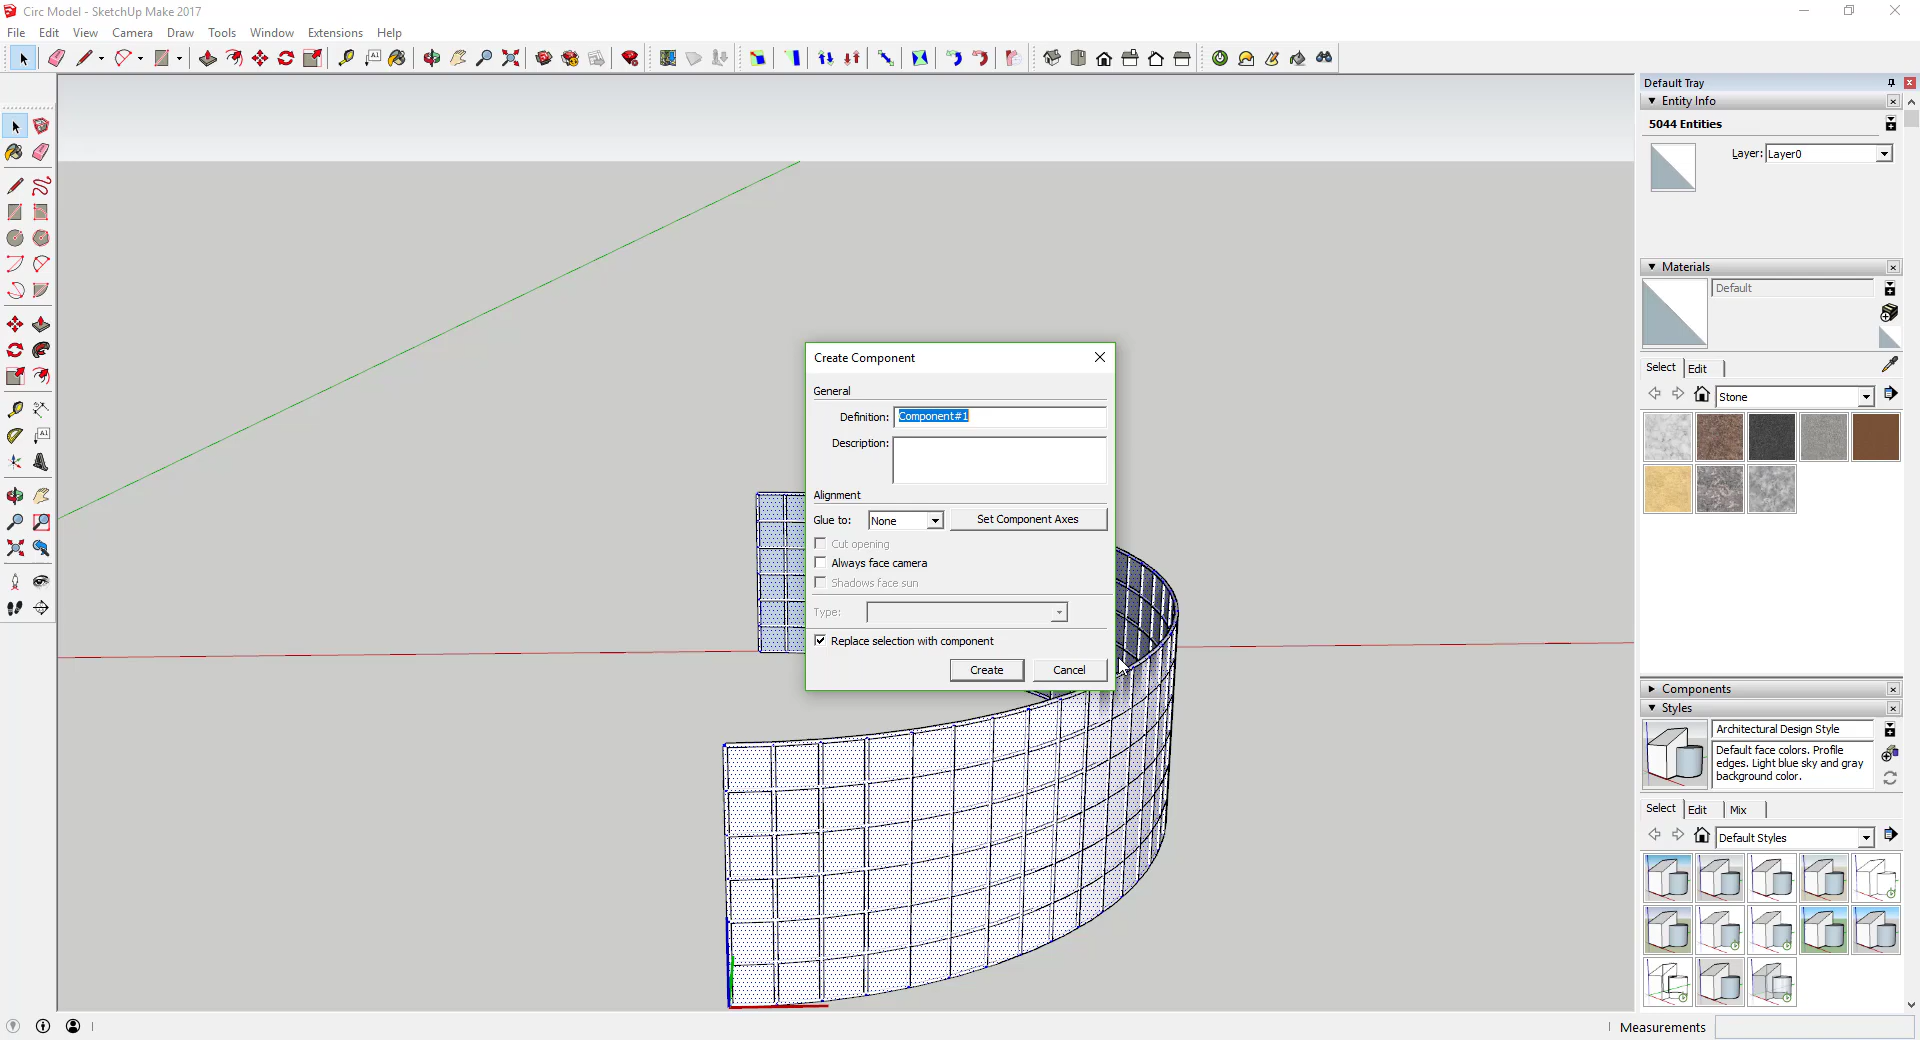 Circ Model - SketchUp Make 2017
File Edit View Camera Draw Tools Window Extensions Help
Default Tray
Entity Info
5044 Entities
Layer: Layer0
Materials
Default
Select Edit
Stone
Create Component
General
Definition: Component#1
Description:
Alignment
Glue to: None Set Component Axes
Cut opening
Always face camera
Shadows face sun
Type:
Replace selection with component
Create Cancel
Components
Styles
Architectural Design Style
Default face colors. Profile
edges. Light blue sky and gray
background color.
Select Edit Mix
Default Styles
Measurements